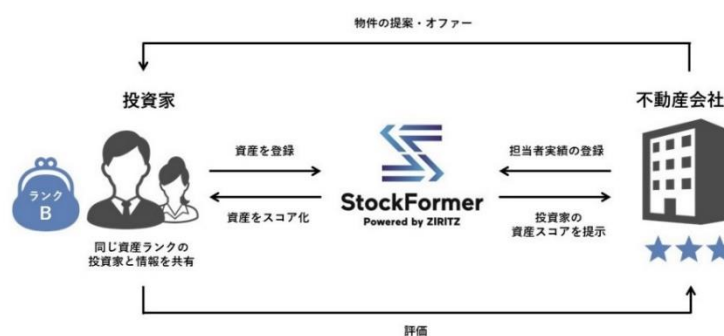 物件の提案・オファー
投資家
不動産会社
資産を登録
担当者実績の登録
ランク
B
StockFormer
Powered by ZIRITZ
資産をスコア化
投資家の
資産スコアを提示
同じ資産ランクの
投資家と情報を共有
評価